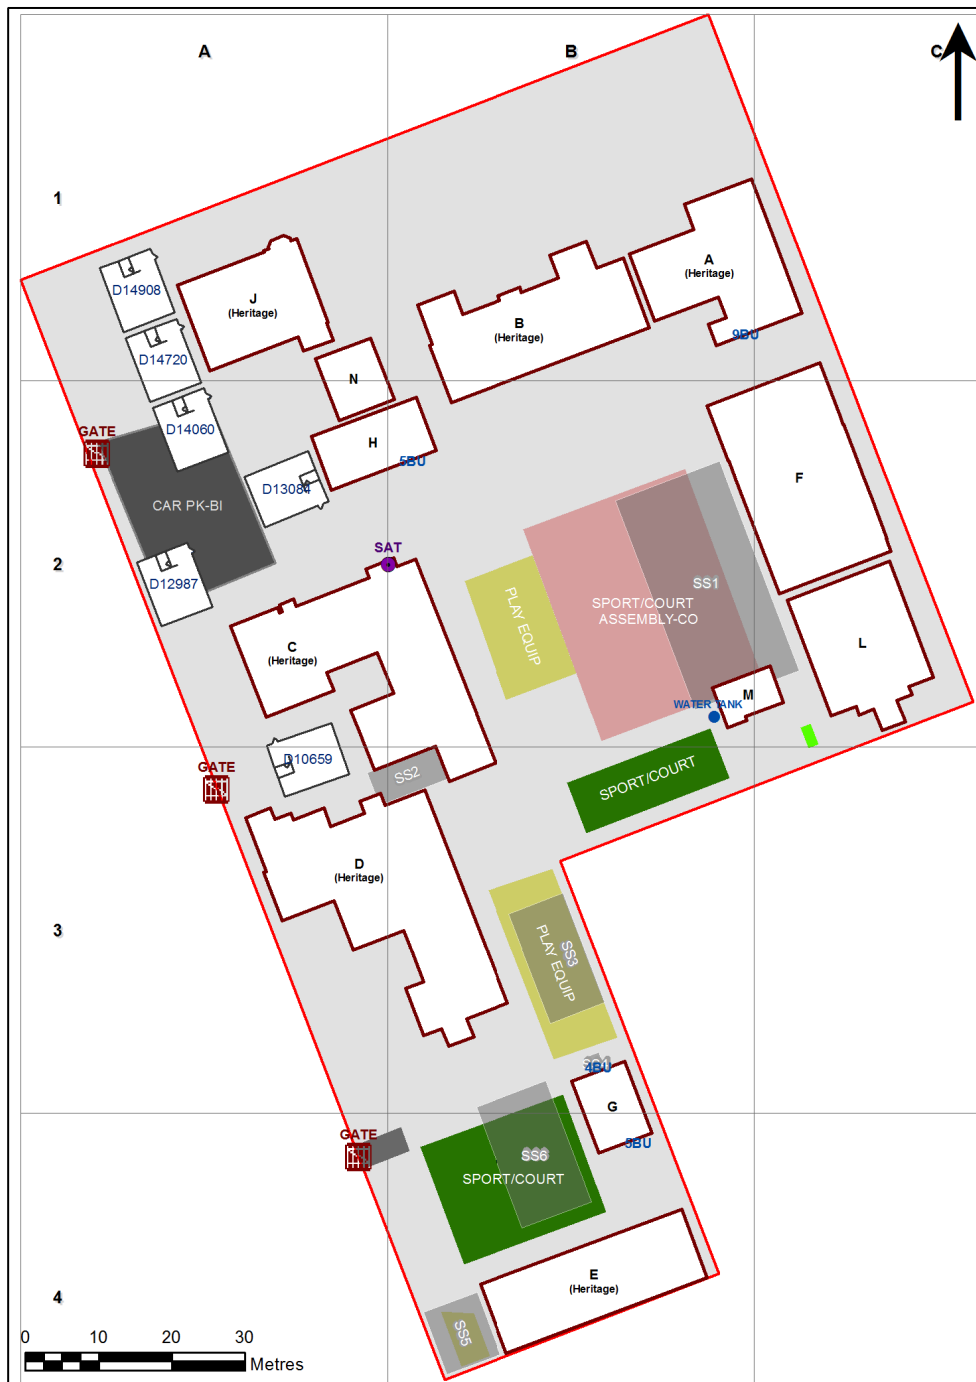 A
B
C
1
A
(Heritage)
D14908
J
(Heritage)
B
(Heritage)
9BU
D14720
N
D14060
GATE
H
5BU
F
D13084
CAR PK-BI
SAT
2
D12987
SS1
PLAY EQUIP
SPORT/COURT
ASSEMBLY-CO
C
(Heritage)
L
M
WATER TANK
D10659
GATE
SS2
SPORT/COURT
D
(Heritage)
3
SS3
PLAY EQUIP
4BU
G
GATE
5BU
SS6
SPORT/COURT
E
(Heritage)
4
SS5
0 10 20 30
Metres